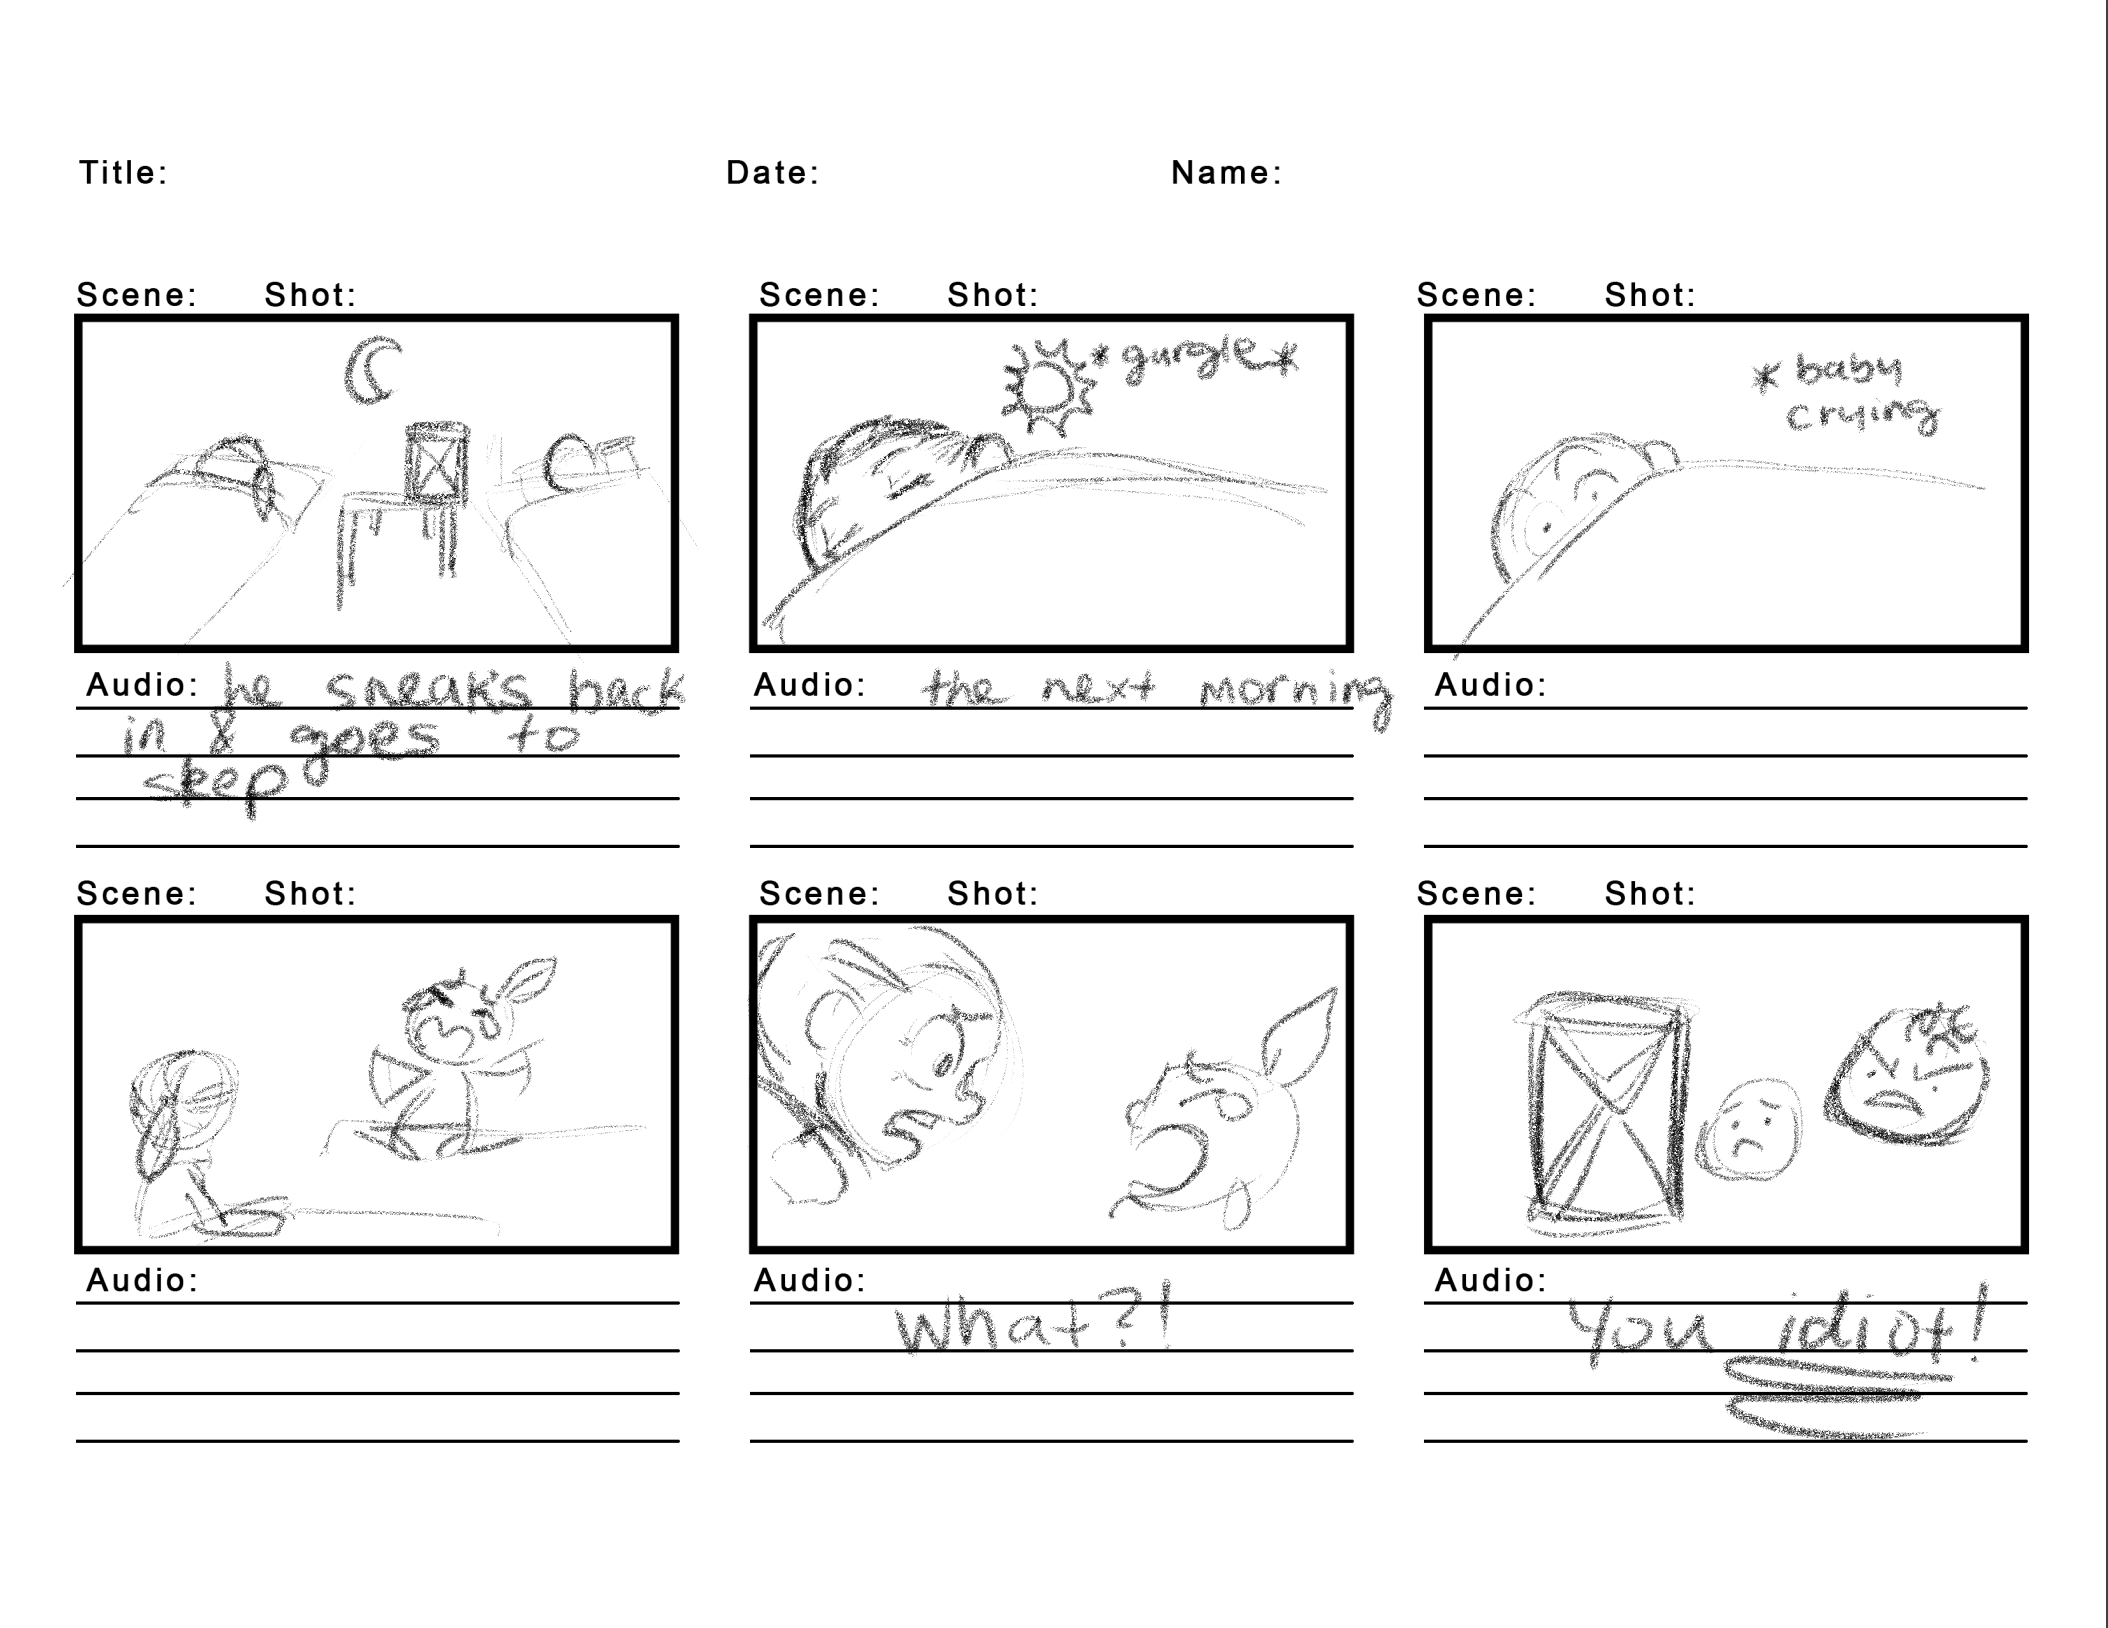 Title: Date: Name:
Scene: Shot: Scene: Shot: Scene: Shot:
*gurgle*
* baby
crying
Audio: he sneaks back
in & goes to
sleep
Audio: the next morning
Audio:
Scene: Shot: Scene: Shot: Scene: Shot:
Audio:
Audio:
What?!
Audio:
You idiot!